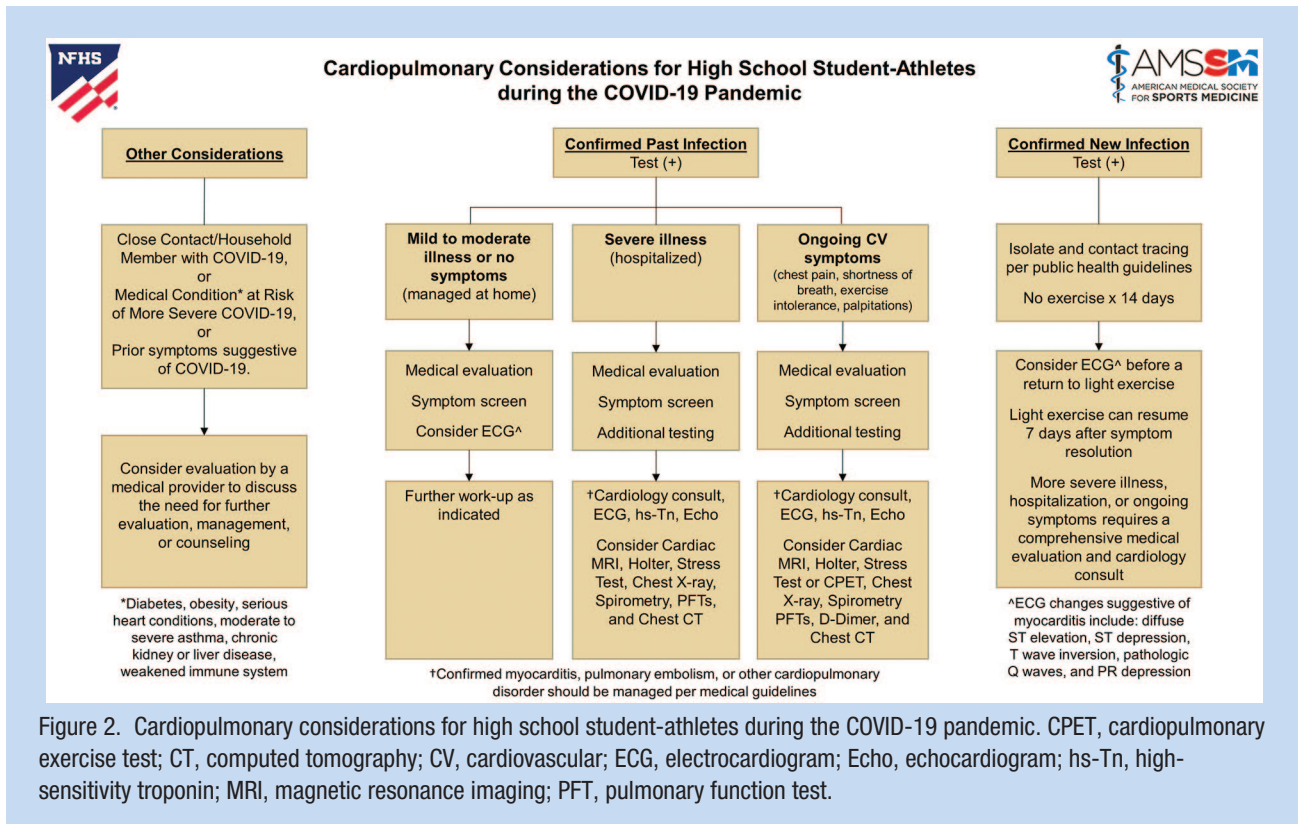 NFHS
Cardiopulmonary Considerations for High School Student-Athletes
during the COVID-19 Pandemic
AMSSM
AMERICAN MEDICAL SOCIETY
FOR SPORTS MEDICINE
Other Considerations
Close Contact/Household
Member with COVID-19,
or
Medical Condition* at Risk
of More Severe COVID-19,
or
Prior symptoms suggestive
of COVID-19.
Consider evaluation by a
medical provider to discuss
the need for further
evaluation, management,
or counseling
*Diabetes, obesity, serious
heart conditions, moderate to
severe asthma, chronic
kidney or liver disease,
weakened immune system
Confirmed Past Infection
Test (+)
Mild to moderate
illness or no
symptoms
(managed at home)
Medical evaluation
Symptom screen
Consider ECG^
Further work-up as
indicated
Severe illness
(hospitalized)
Medical evaluation
Symptom screen
Additional testing
†Cardiology consult,
ECG, hs-Tn, Echo
Consider Cardiac
MRI, Holter, Stress
Test, Chest X-ray,
Spirometry, PFTs,
and Chest CT
Ongoing CV
symptoms
(chest pain, shortness of
breath, exercise
intolerance, palpitations)
Medical evaluation
Symptom screen
Additional testing
†Cardiology consult,
ECG, hs-Tn, Echo
Consider Cardiac
MRI, Holter, Stress
Test or CPET, Chest
X-ray, Spirometry
PFTs, D-Dimer, and
Chest CT
†Confirmed myocarditis, pulmonary embolism, or other cardiopulmonary
disorder should be managed per medical guidelines
Confirmed New Infection
Test (+)
Isolate and contact tracing
per public health guidelines
No exercise x 14 days
Consider ECG^ before a
return to light exercise
Light exercise can resume
7 days after symptom
resolution
More severe illness,
hospitalization, or ongoing
symptoms requires a
comprehensive medical
evaluation and cardiology
consult
^ECG changes suggestive of
myocarditis include: diffuse
ST elevation, ST depression,
T wave inversion, pathologic
Q waves, and PR depression
Figure 2. Cardiopulmonary considerations for high school student-athletes during the COVID-19 pandemic. CPET, cardiopulmonary
exercise test; CT, computed tomography; CV, cardiovascular; ECG, electrocardiogram; Echo, echocardiogram; hs-Tn, high-
sensitivity troponin; MRI, magnetic resonance imaging; PFT, pulmonary function test.